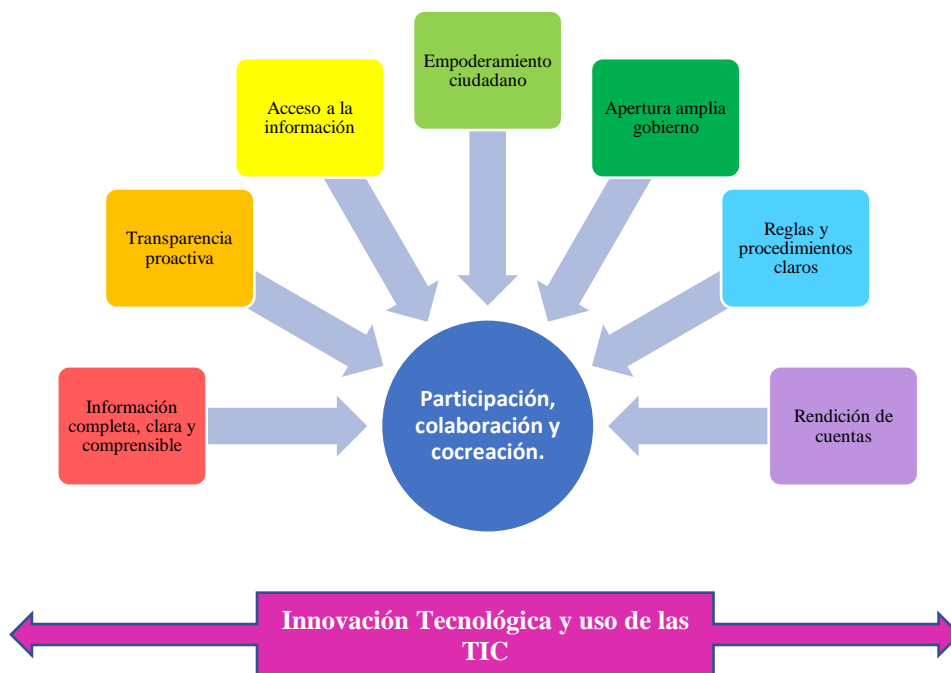 Empoderamiento
ciudadano
Acceso a la
información
Apertura amplia
gobierno
Transparencia
proactiva
Reglas y
procedimientos
claros
Información
completa, clara y
comprensible
Participación,
colaboración y
cocreación.
Rendición de
cuentas
Innovación Tecnológica y uso de las
TIC